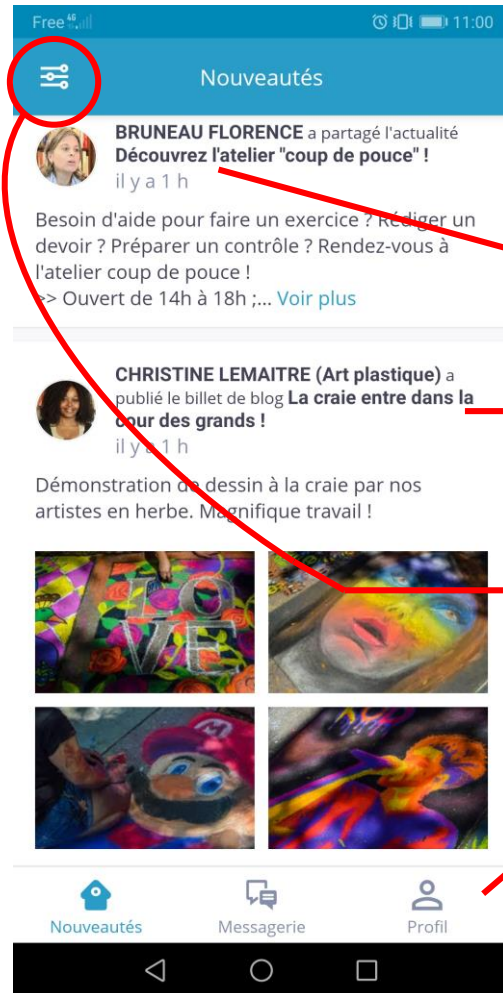 Free 4G 11:00
Nouveautés
BRUNEAU FLORENCE a partagé l'actualité
Découvrez l'atelier "coup de pouce" !
il y a 1 h
Besoin d'aide pour faire un exercice ? Rédiger un
devoir ? Préparer un contrôle ? Rendez-vous à
l'atelier coup de pouce !
>> Ouvert de 14h à 18h ;... Voir plus
CHRISTINE LEMAITRE (Art plastique) a
publié le billet de blog La craie entre dans la
cour des grands !
il y a 1 h
Démonstration de dessin à la craie par nos
artistes en herbe. Magnifique travail !
LO
VE
M
Nouveautés Messagerie Profil